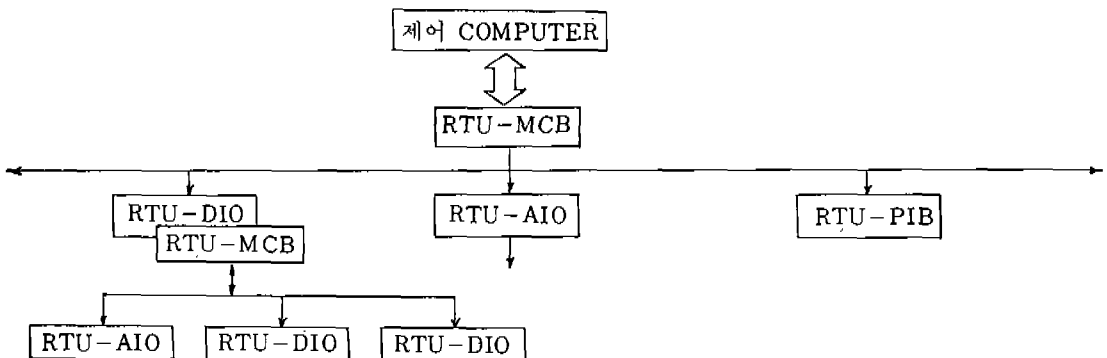 제어 COMPUTER
RTU-MCB
RTU-DIO
RTU-AIO
RTU-PIB
RTU-MCB
RTU-AIO
RTU-DIO
RTU-DIO